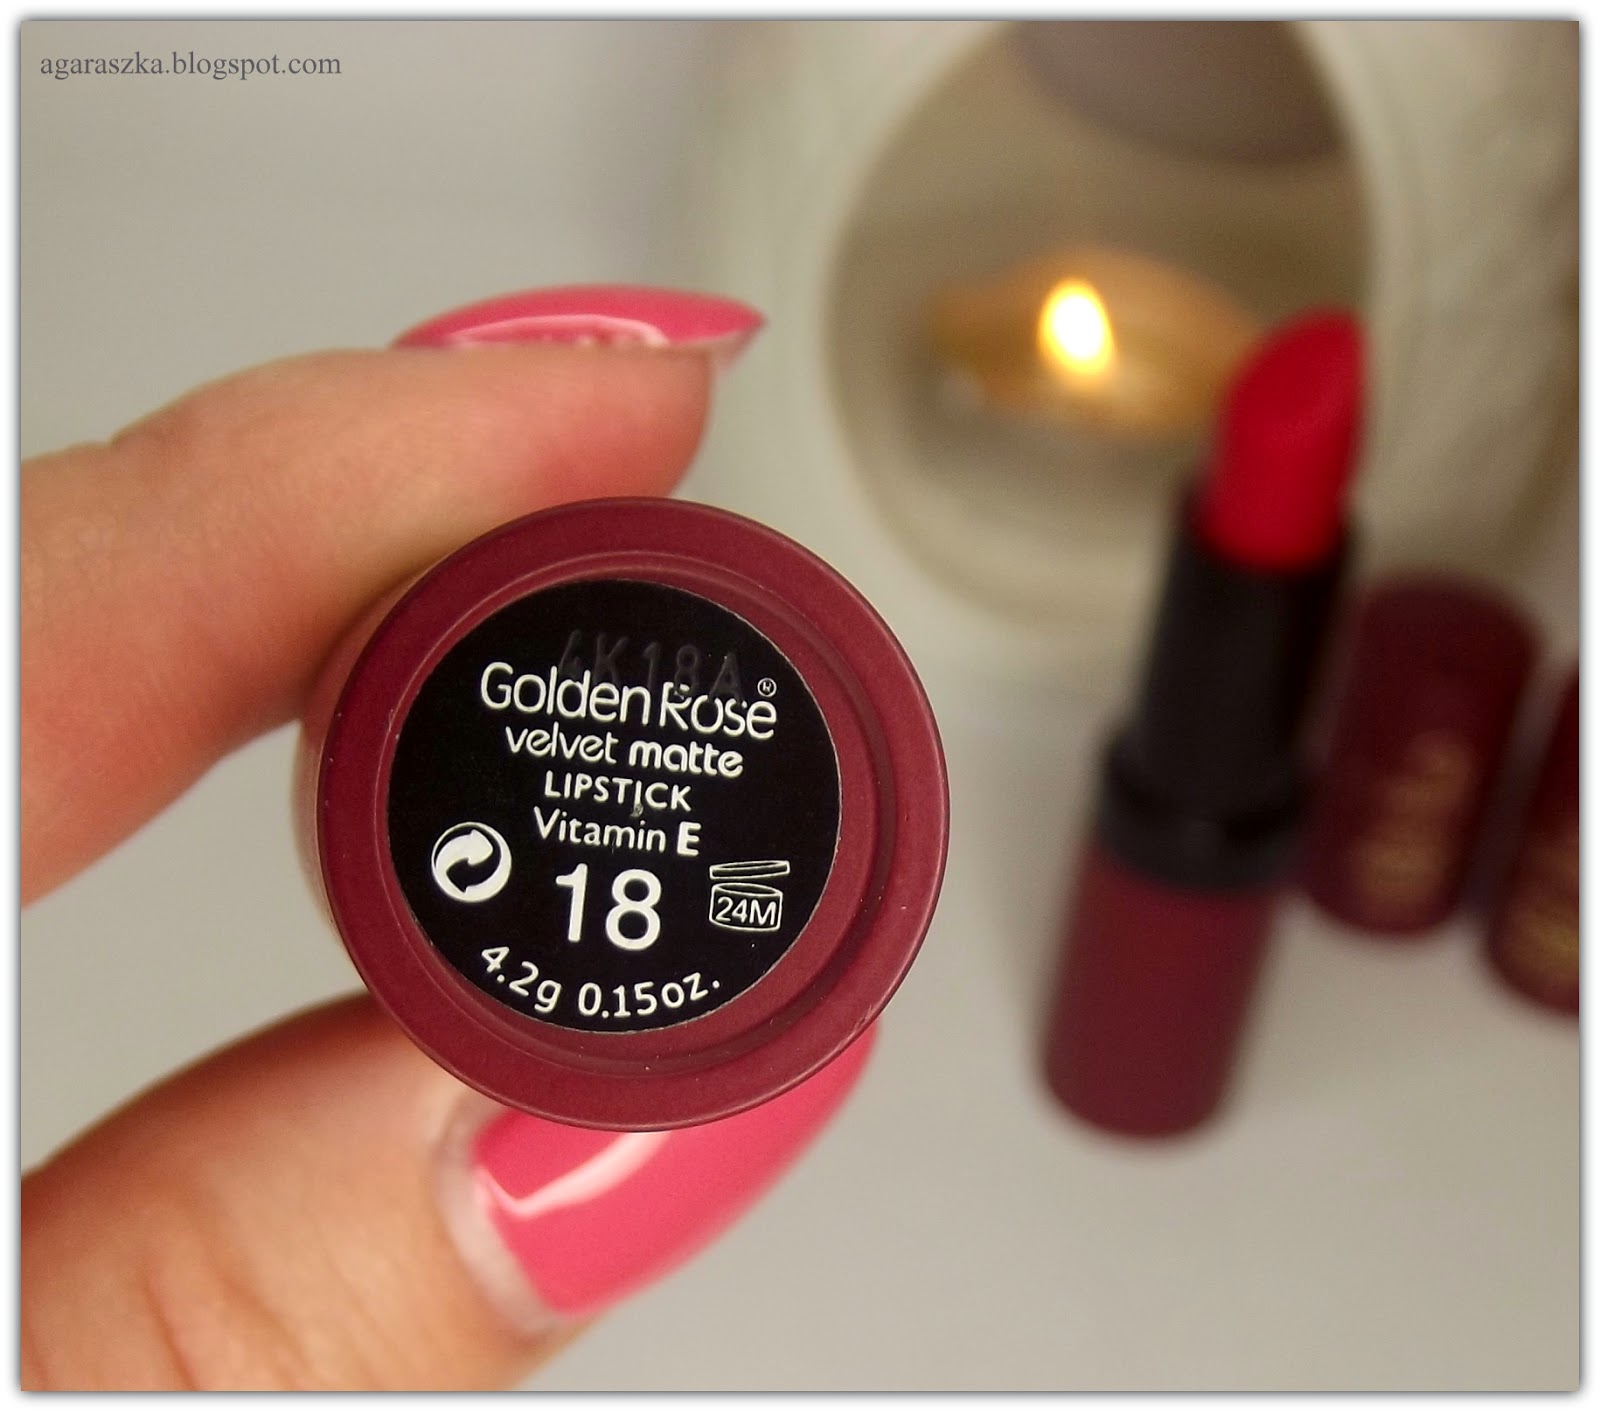 agaraszka.blogspot.com
4K18A
Golden Rose®
velvet matte
LIPSTICK
Vitamin E
18
24M
4.2g 0.15oz.